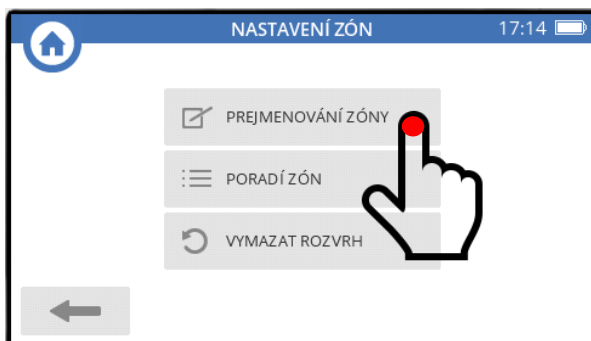 NASTAVENÍ ZÓN 17:14
PREJMENOVÁNÍ ZÓNY
PORADÍ ZÓN
VYMAZAT ROZVRH